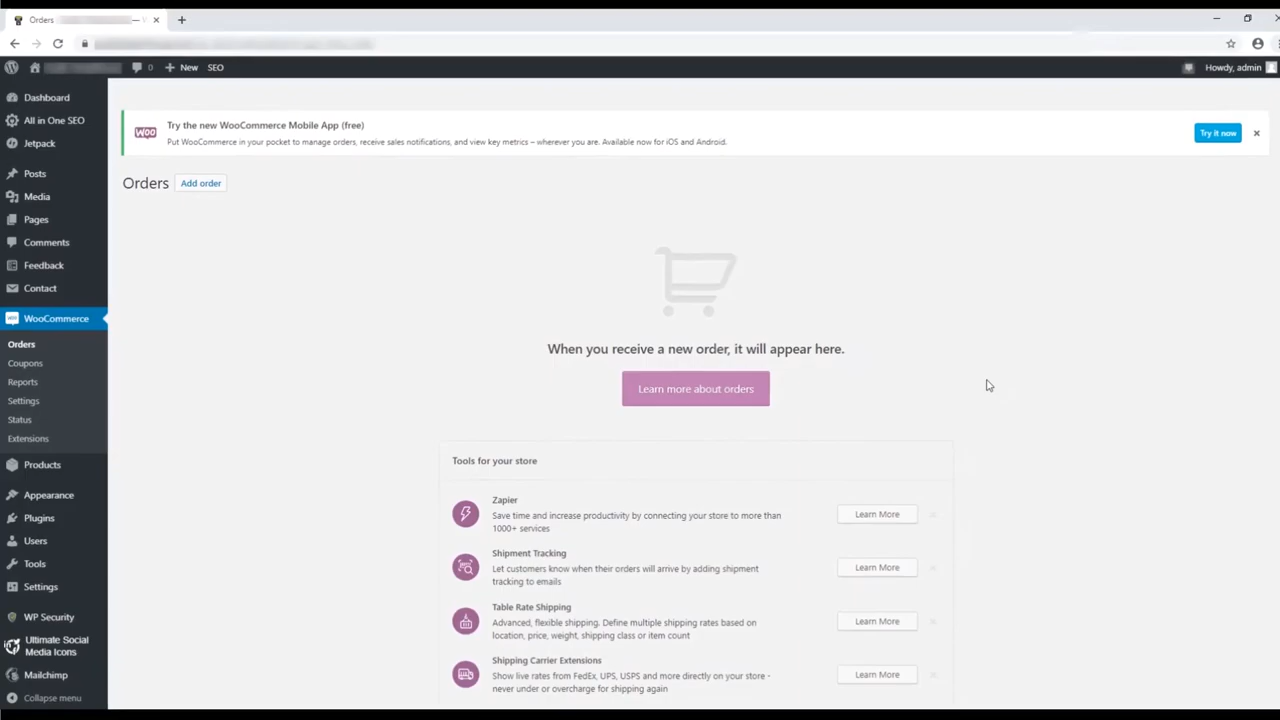 Orders
0
New
SEO
Howdy, admin
Dashboard
All in One SEO
Jetpack
Posts
Media
Pages
Comments
Feedback
Contact
WooCommerce
Orders
Coupons
Reports
Settings
Status
Extensions
Products
Appearance
Plugins
Users
Tools
Settings
WP Security
Ultimate Social
Media Icons
Mailchimp
Collapse menu
WOO
Try the new WooCommerce Mobile App (free)
Put WooCommerce in your pocket to manage orders, receive sales notifications, and view key metrics – wherever you are. Available now for iOS and Android.
Try it now
Orders
Add order
When you receive a new order, it will appear here.
Learn more about orders
Tools for your store
Zapier
Save time and increase productivity by connecting your store to more than
1000+ services
Learn More
Shipment Tracking
Let customers know when their orders will arrive by adding shipment
tracking to emails
Learn More
Table Rate Shipping
Advanced, flexible shipping. Define multiple shipping rates based on
location, price, weight, shipping class or item count
Learn More
Shipping Carrier Extensions
Show live rates from FedEx, UPS, USPS and more directly on your store -
never under or overcharge for shipping again
Learn More